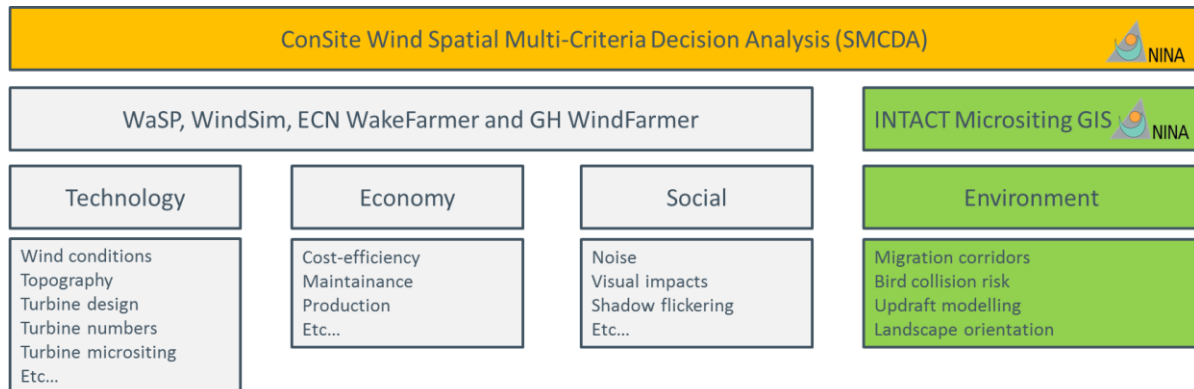 ConSite Wind Spatial Multi-Criteria Decision Analysis (SMCDA)
NINA
WaSP, WindSim, ECN WakeFarmer and GH WindFarmer
INTACT Micrositing GIS
NINA
Technology
Wind conditions
Topography
Turbine design
Turbine numbers
Turbine micrositing
Etc...
Economy
Cost-efficiency
Maintainance
Production
Etc...
Social
Noise
Visual impacts
Shadow flickering
Etc...
Environment
Migration corridors
Bird collision risk
Updraft modelling
Landscape orientation